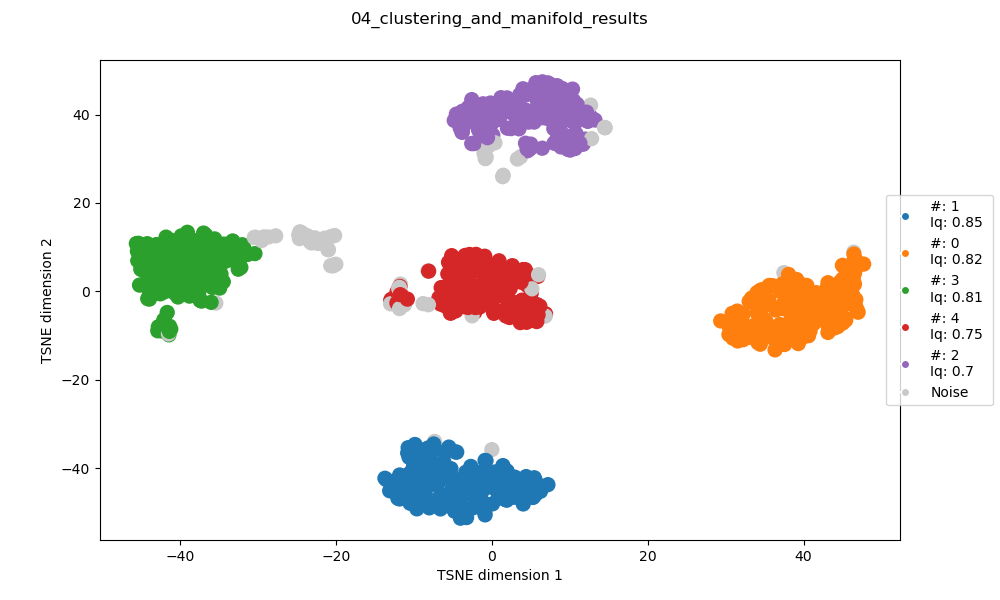 04_clustering_and_manifold_results
TSNE dimension 2
40
20
0
−20
−40
−40
−20
0
20
40
TSNE dimension 1
#: 1
Iq: 0.85
#: 0
Iq: 0.82
#: 3
Iq: 0.81
#: 4
Iq: 0.75
#: 2
Iq: 0.7
Noise